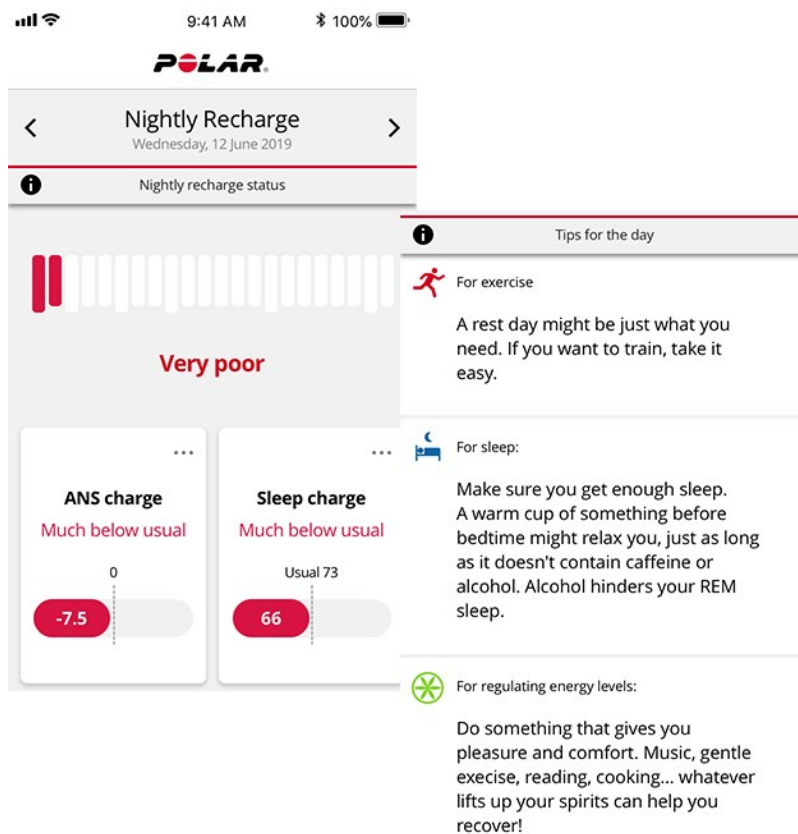 9:41 AM
100%
POLAR
Nightly Recharge
Wednesday, 12 June 2019
Nightly recharge status
Very poor
ANS charge
Much below usual
0
-7.5
Sleep charge
Much below usual
Usual 73
66
Tips for the day
For exercise
A rest day might be just what you
need. If you want to train, take it
easy.
For sleep:
Make sure you get enough sleep.
A warm cup of something before
bedtime might relax you, just as long
as it doesn't contain caffeine or
alcohol. Alcohol hinders your REM
sleep.
For regulating energy levels:
Do something that gives you
pleasure and comfort. Music, gentle
execise, reading, cooking... whatever
lifts up your spirits can help you
recover!